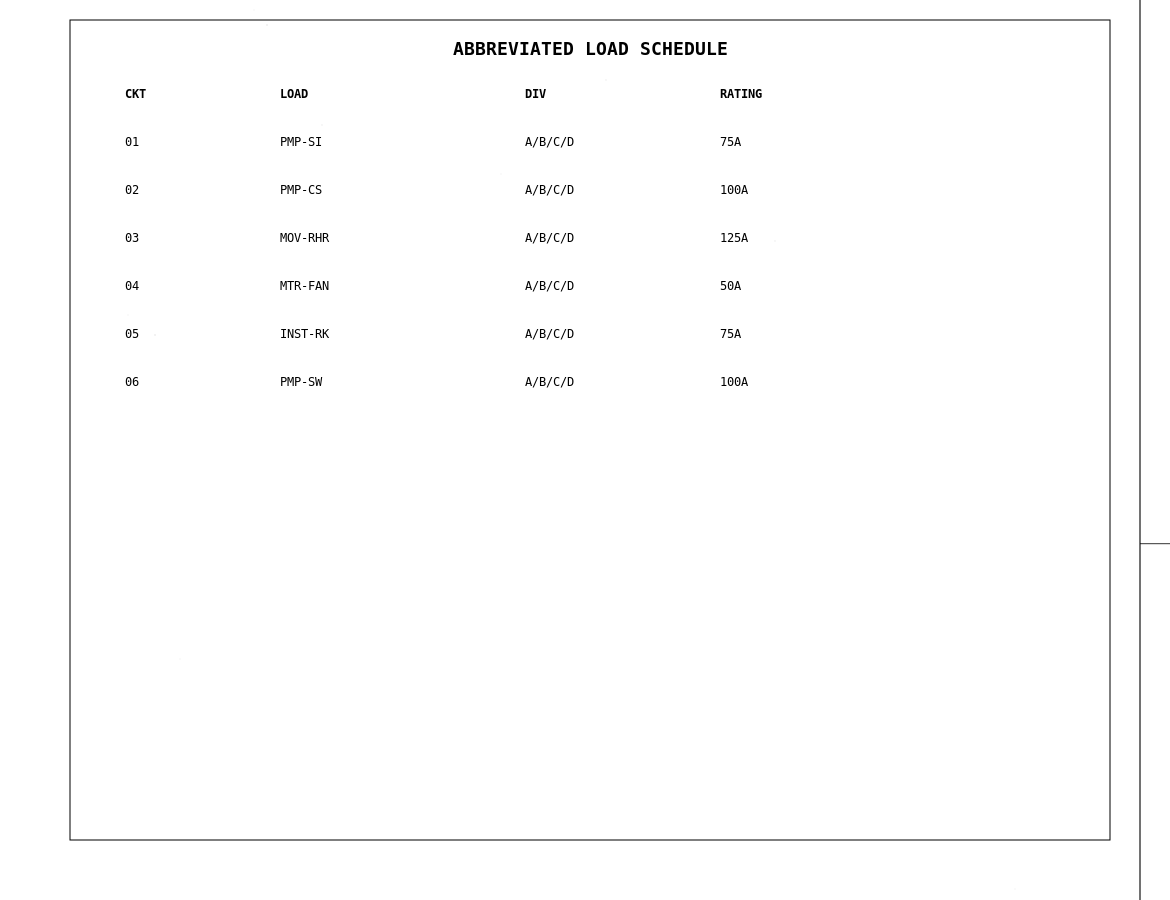 ABBREVIATED LOAD SCHEDULE
CKT LOAD DIV RATING
01 PMP-SI A/B/C/D 75A
02 PMP-CS A/B/C/D 100A
03 MOV-RHR A/B/C/D 125A
04 MTR-FAN A/B/C/D 50A
05 INST-RK A/B/C/D 75A
06 PMP-SW A/B/C/D 100A